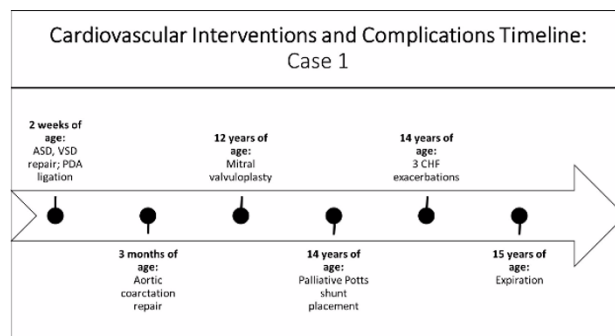 Cardiovascular Interventions and Complications Timeline:
Case 1
2 weeks of
age:
ASD, VSD
repair; PDA
ligation
3 months of
age:
Aortic
coarctation
repair
12 years of
age:
Mitral
valvuloplasty
14 years of
age:
Palliative Potts
shunt
placement
14 years of
age:
3 CHF
exacerbations
15 years of
age:
Expiration